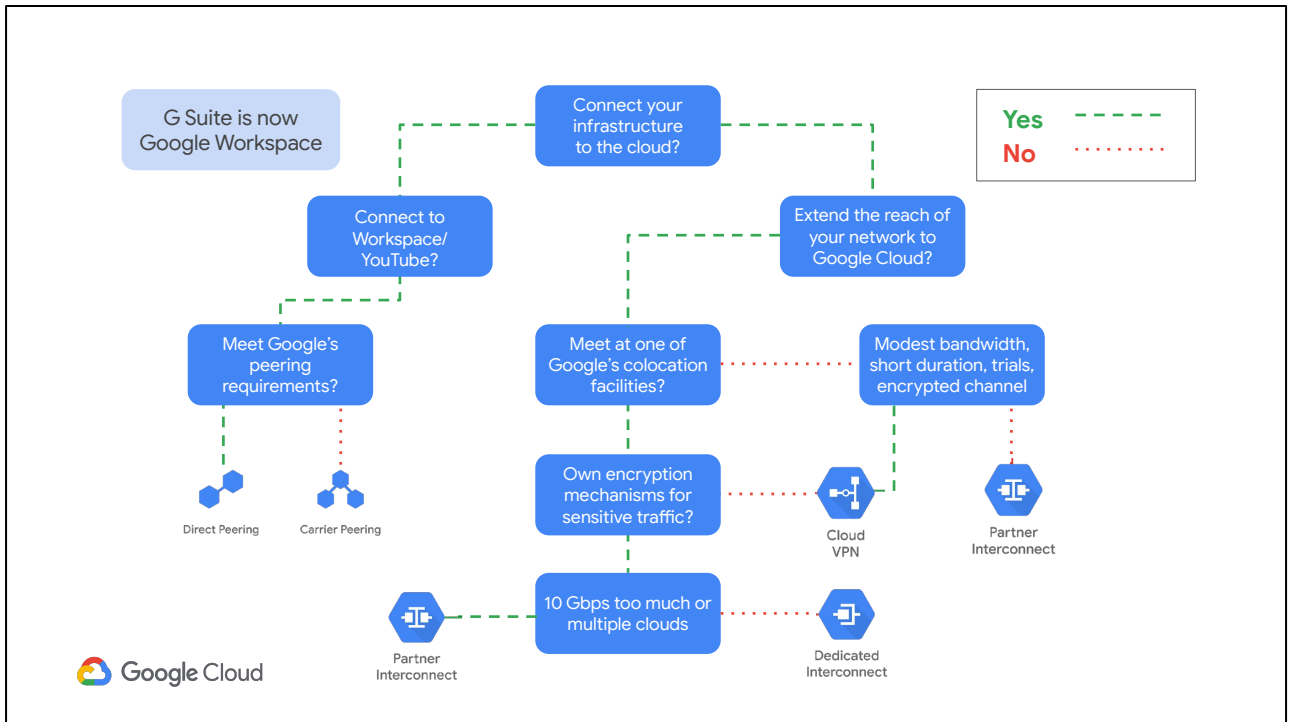 G Suite is now
Google Workspace
Connect your
infrastructure
to the cloud?
Yes
No
Connect to
Workspace/
YouTube?
Extend the reach of
your network to
Google Cloud?
Meet Google’s
peering
requirements?
Meet at one of
Google’s colocation
facilities?
Modest bandwidth,
short duration, trials,
encrypted channel
Direct Peering
Carrier Peering
Own encryption
mechanisms for
sensitive traffic?
Cloud
VPN
Partner
Interconnect
10 Gbps too much or
multiple clouds
Partner
Interconnect
Dedicated
Interconnect
Google Cloud